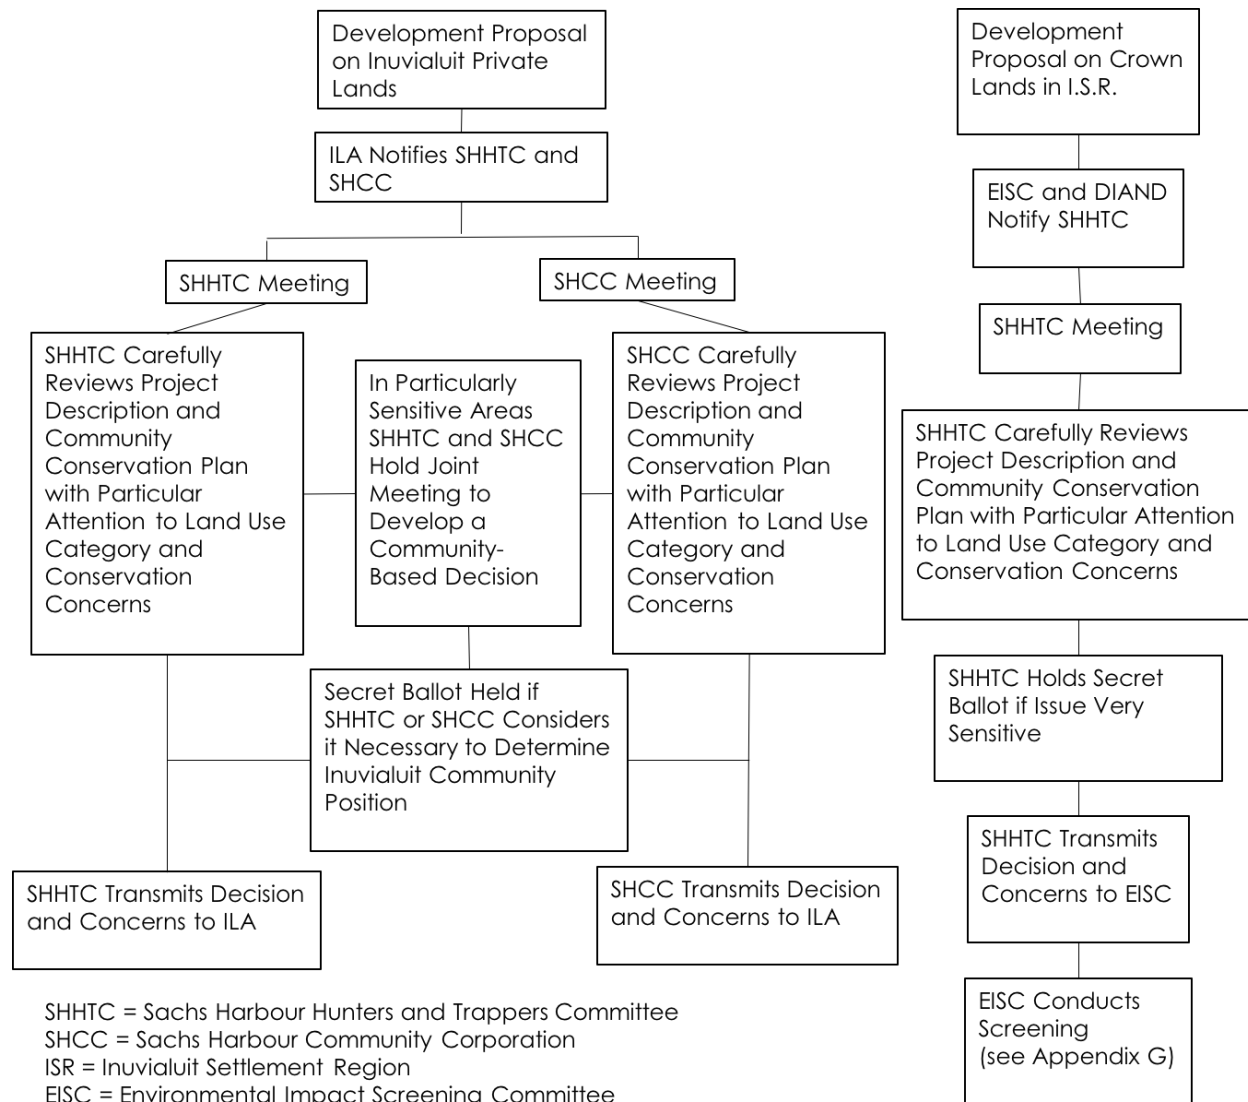 Development Proposal
on Inuvialuit Private
Lands
ILA Notifies SHHTC and
SHCC
SHHTC Meeting
SHCC Meeting
SHHTC Carefully
Reviews Project
Description and
Community
Conservation Plan
with Particular
Attention to Land Use
Category and
Conservation
Concerns
In Particularly
Sensitive Areas
SHHTC and SHCC
Hold Joint
Meeting to
Develop a
Community-
Based Decision
SHCC Carefully
Reviews Project
Description and
Community
Conservation Plan
with Particular
Attention to Land Use
Category and
Conservation
Concerns
Secret Ballot Held if
SHHTC or SHCC Considers
it Necessary to Determine
Inuvialuit Community
Position
SHHTC Transmits Decision
and Concerns to ILA
SHCC Transmits Decision
and Concerns to ILA
Development
Proposal on Crown
Lands in I.S.R.
EISC and DIAND
Notify SHHTC
SHHTC Meeting
SHHTC Carefully Reviews
Project Description and
Community Conservation
Plan with Particular Attention
to Land Use Category and
Conservation Concerns
SHHTC Holds Secret
Ballot if Issue Very
Sensitive
SHHTC Transmits
Decision and
Concerns to EISC
EISC Conducts
Screening
(see Appendix G)
SHHTC = Sachs Harbour Hunters and Trappers Committee
SHCC = Sachs Harbour Community Corporation
ISR = Inuvialuit Settlement Region
EISC = Environmental Impact Screening Committee